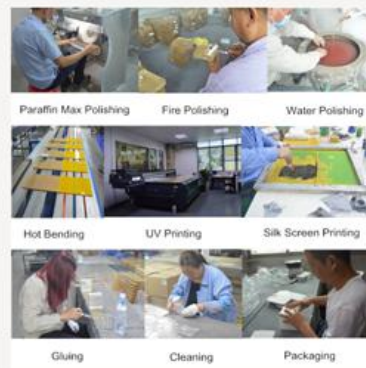 Paraffin Max Polishing
Fire Polishing
Water Polishing
Hot Bending
UV Printing
Silk Screen Printing
Gluing
Cleaning
Packaging